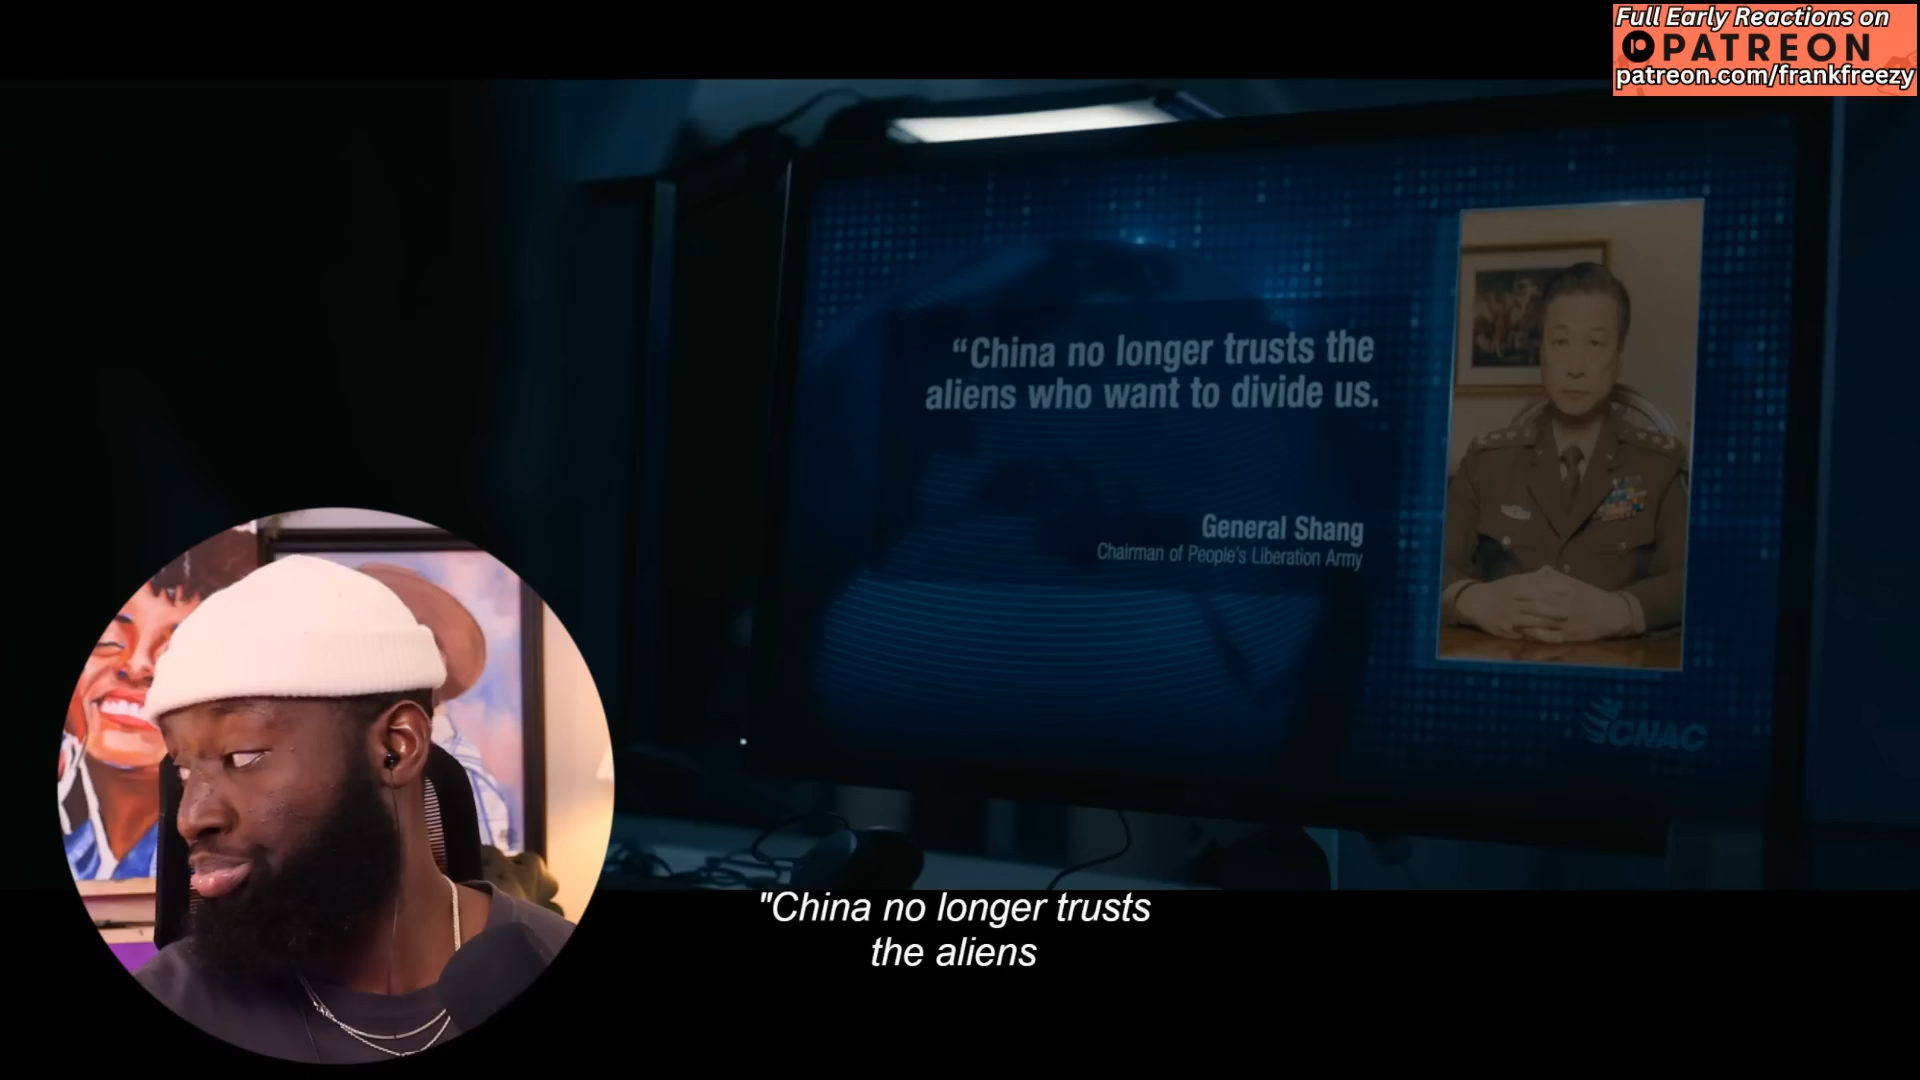 Full Early Reactions on
PATREON
patreon.com/frankfreezy
“China no longer trusts the
aliens who want to divide us.
General Shang
Chairman of People's Liberation Army
CNAC
"China no longer trusts
the aliens